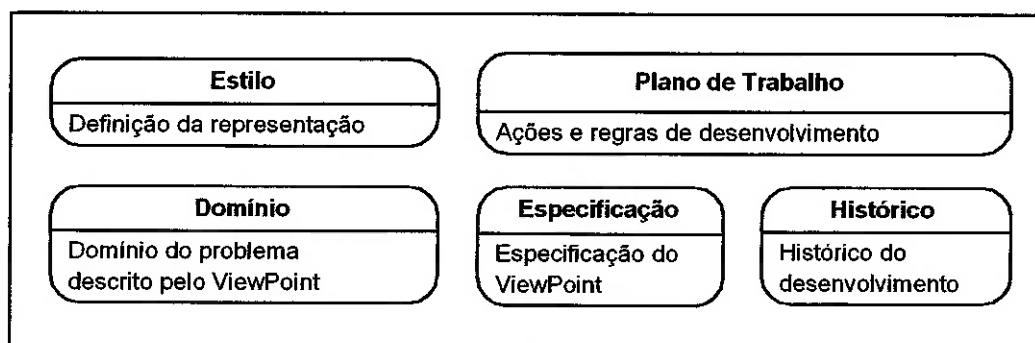 Estilo
Definição da representação
Plano de Trabalho
Ações e regras de desenvolvimento
Domínio
Domínio do problema
descrito pelo ViewPoint
Especificação
Especificação do
ViewPoint
Histórico
Histórico do
desenvolvimento